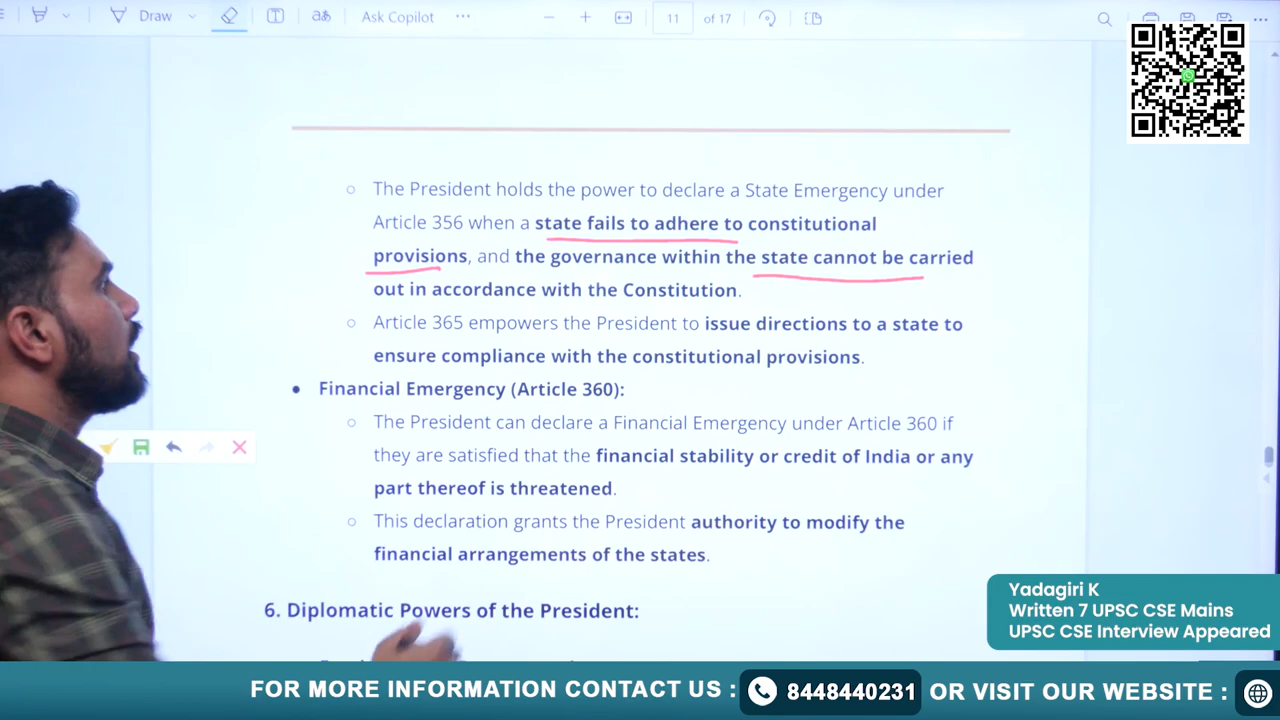 Draw
Ask Copilot
11 of 17
The President holds the power to declare a State Emergency under
Article 356 when a state fails to adhere to constitutional
provisions, and the governance within the state cannot be carried
out in accordance with the Constitution.
Article 365 empowers the President to issue directions to a state to
ensure compliance with the constitutional provisions.
Financial Emergency (Article 360):
The President can declare a Financial Emergency under Article 360 if
they are satisfied that the financial stability or credit of India or any
part thereof is threatened.
This declaration grants the President authority to modify the
financial arrangements of the states.
6. Diplomatic Powers of the President:
Yadagiri K
Written 7 UPSC CSE Mains
UPSC CSE Interview Appeared
FOR MORE INFORMATION CONTACT US : 8448440231 OR VISIT OUR WEBSITE :